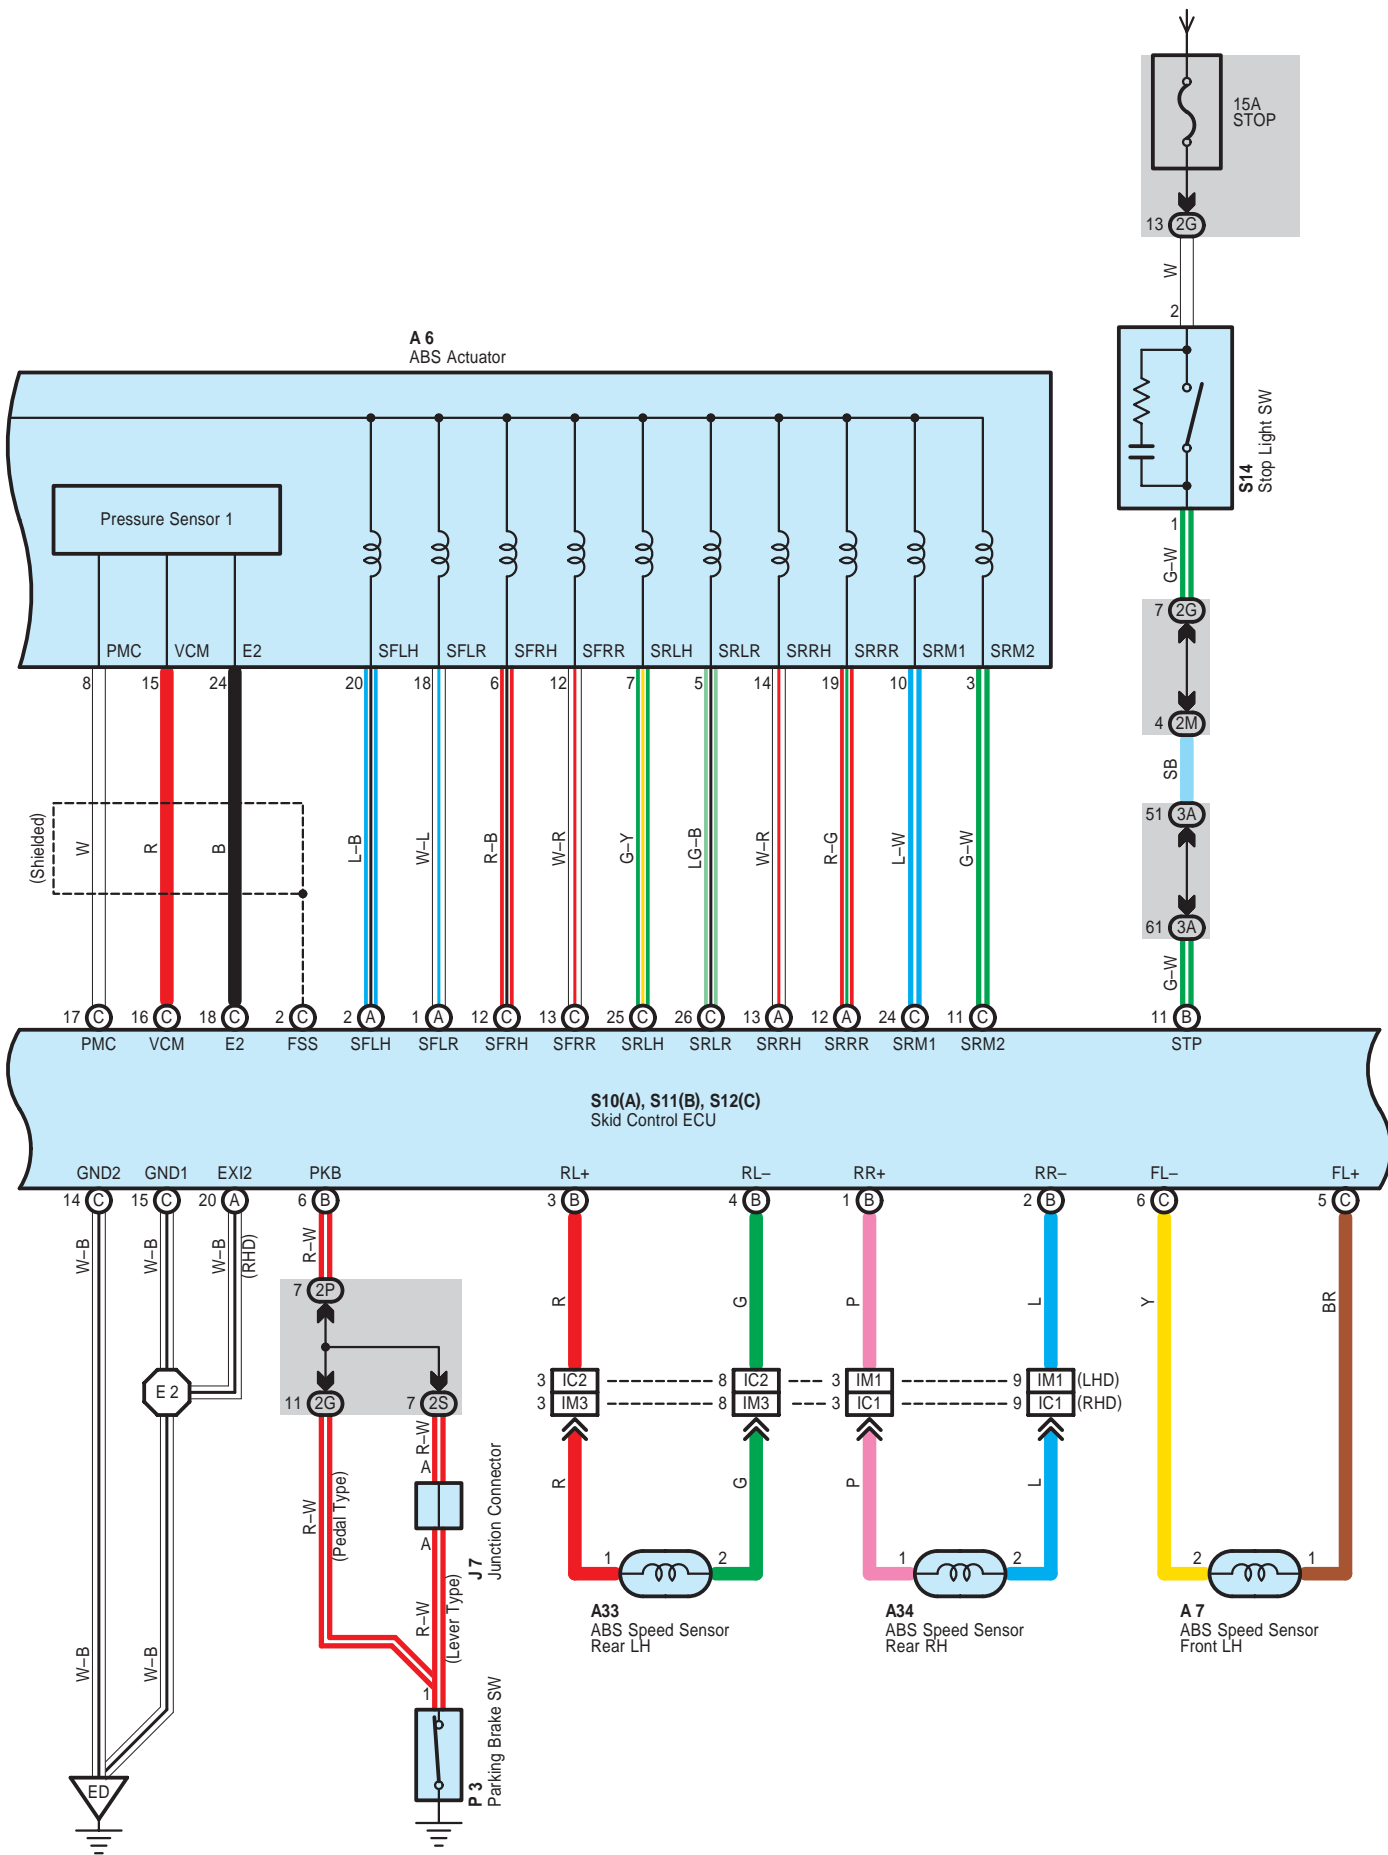 15A
STOP
13 2G
W
2
A 6
ABS Actuator
S14
Stop Light SW
Pressure Sensor 1
1
G–W
7 2G
PMC VCM E2 SFLH SFLR SFRH SFRR SRLH SRLR SRRH SRRR SRM1 SRM2
8 15 24 20 18 6 12 7 5 14 19 10 3
4 2M
SB
51 3A
(Shielded)
W R B L–B W–L R–B W–R G–Y LG–B W–R R–G L–W G–W
61 3A
G–W
17 C 16 C 18 C 2 C 2 A 1 A 12 C 13 C 25 C 26 C 13 A 12 A 24 C 11 C 11 B
PMC VCM E2 FSS SFLH SFLR SFRH SFRR SRLH SRLR SRRH SRRR SRM1 SRM2 STP
S10(A), S11(B), S12(C)
Skid Control ECU
GND2 GND1 EXI2 PKB RL+ RL– RR+ RR– FL– FL+
14 C 15 C 20 A 6 B 3 B 4 B 1 B 2 B 6 C 5 C
W–B W–B W–B (RHD) R–W
7 2P
R G P L Y BR
3 IC2 8 IC2 3 IM1 9 IM1 (LHD)
E 2
11 2G 7 2S
3 IM3 8 IM3 3 IC1 9 IC1 (RHD)
R–W
A
R G P L
R–W
(Pedal Type)
J 7
Junction Connector
A
1 2 1 2 2 1
R–W
(Lever Type)
A33
ABS Speed Sensor
Rear LH
A34
ABS Speed Sensor
Rear RH
A 7
ABS Speed Sensor
Front LH
W–B W–B
1
P 3
Parking Brake SW
ED